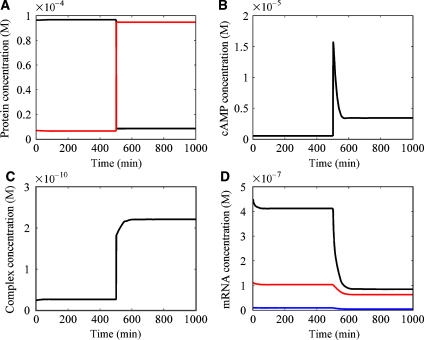 A
×10⁻⁴
Protein concentration (M)
1
0.8
0.6
0.4
0.2
0
0 200 400 600 800 1000
Time (min)
B
×10⁻⁵
cAMP concentration (M)
2
1.5
1
0.5
0
0 200 400 600 800 1000
Time (min)
C
×10⁻¹⁰
Complex concentration (M)
3
2
1
0
0 200 400 600 800 1000
Time (min)
D
×10⁻⁷
mRNA concentration (M)
5
4
3
2
1
0
0 200 400 600 800 1000
Time (min)